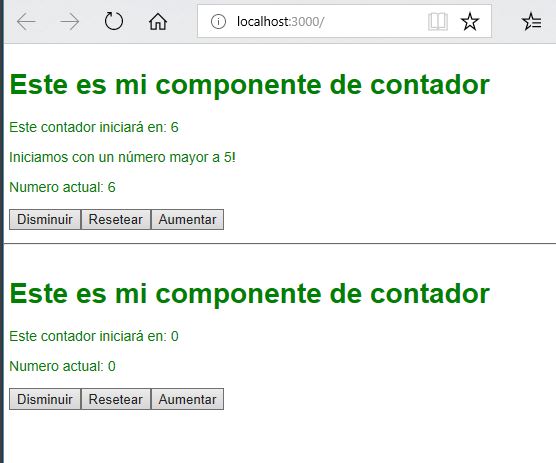 localhost:3000/
Este es mi componente de contador
Este contador iniciará en: 6
Iniciamos con un número mayor a 5!
Numero actual: 6
Disminuir Resetear Aumentar
Este es mi componente de contador
Este contador iniciará en: 0
Numero actual: 0
Disminuir Resetear Aumentar